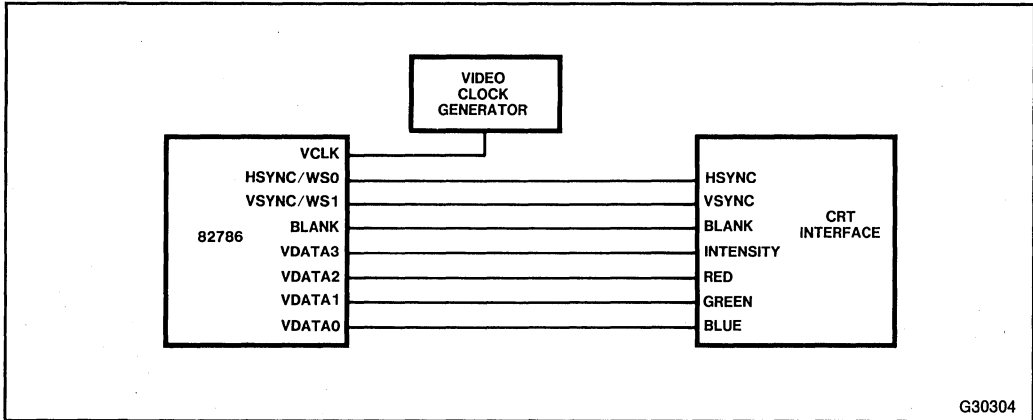 VIDEO
CLOCK
GENERATOR
VCLK
HSYNC/WS0 HSYNC
VSYNC/WS1 VSYNC
BLANK BLANK
82786
CRT
INTERFACE
VDATA3 INTENSITY
VDATA2 RED
VDATA1 GREEN
VDATA0 BLUE
G30304